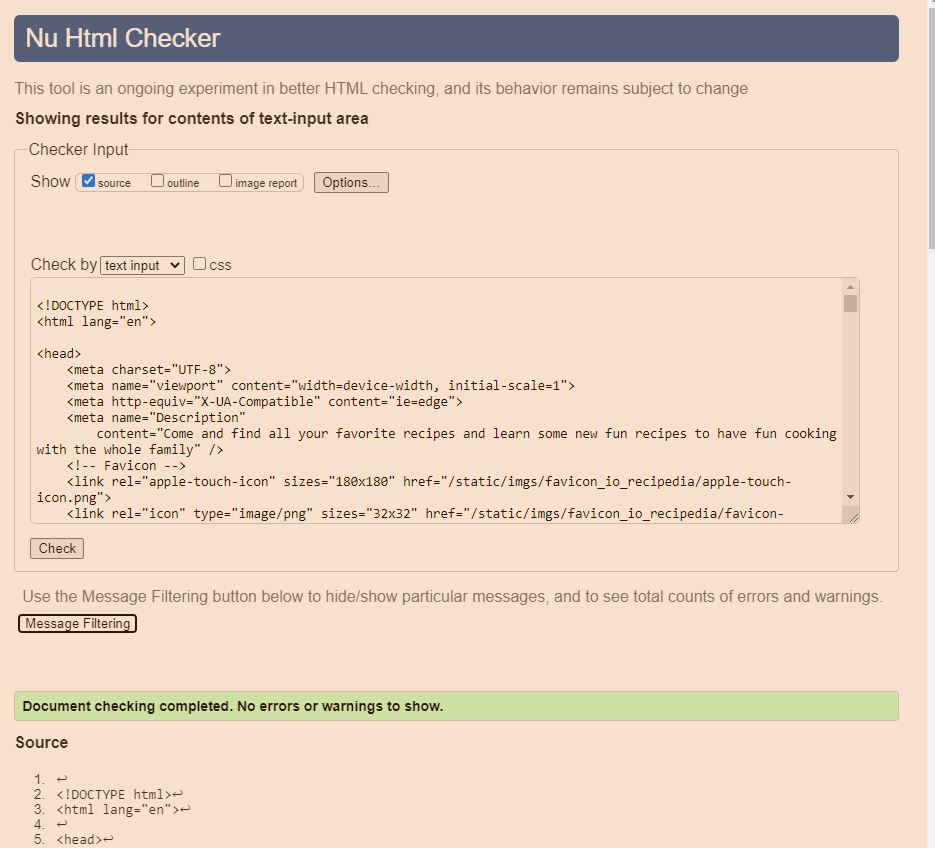 Nu Html Checker
This tool is an ongoing experiment in better HTML checking, and its behavior remains subject to change
Showing results for contents of text-input area
Checker Input
Show source outline image report Options...
Check by text input css
<!DOCTYPE html>
<html lang="en">
<head>
<meta charset="UTF-8">
<meta name="viewport" content="width=device-width, initial-scale=1">
<meta http-equiv="X-UA-Compatible" content="ie=edge">
<meta name="Description"
content="Come and find all your favorite recipes and learn some new fun recipes to have fun cooking
with the whole family" />
<!-- Favicon -->
<link rel="apple-touch-icon" sizes="180x180" href="/static/imgs/favicon_io_recipedia/apple-touch-
icon.png">
<link rel="icon" type="image/png" sizes="32x32" href="/static/imgs/favicon_io_recipedia/favicon-
Check
Use the Message Filtering button below to hide/show particular messages, and to see total counts of errors and warnings.
Message Filtering
Document checking completed. No errors or warnings to show.
Source
1. ↩
2. <!DOCTYPE html>↩
3. <html lang="en">↩
4. ↩
5. <head>↩